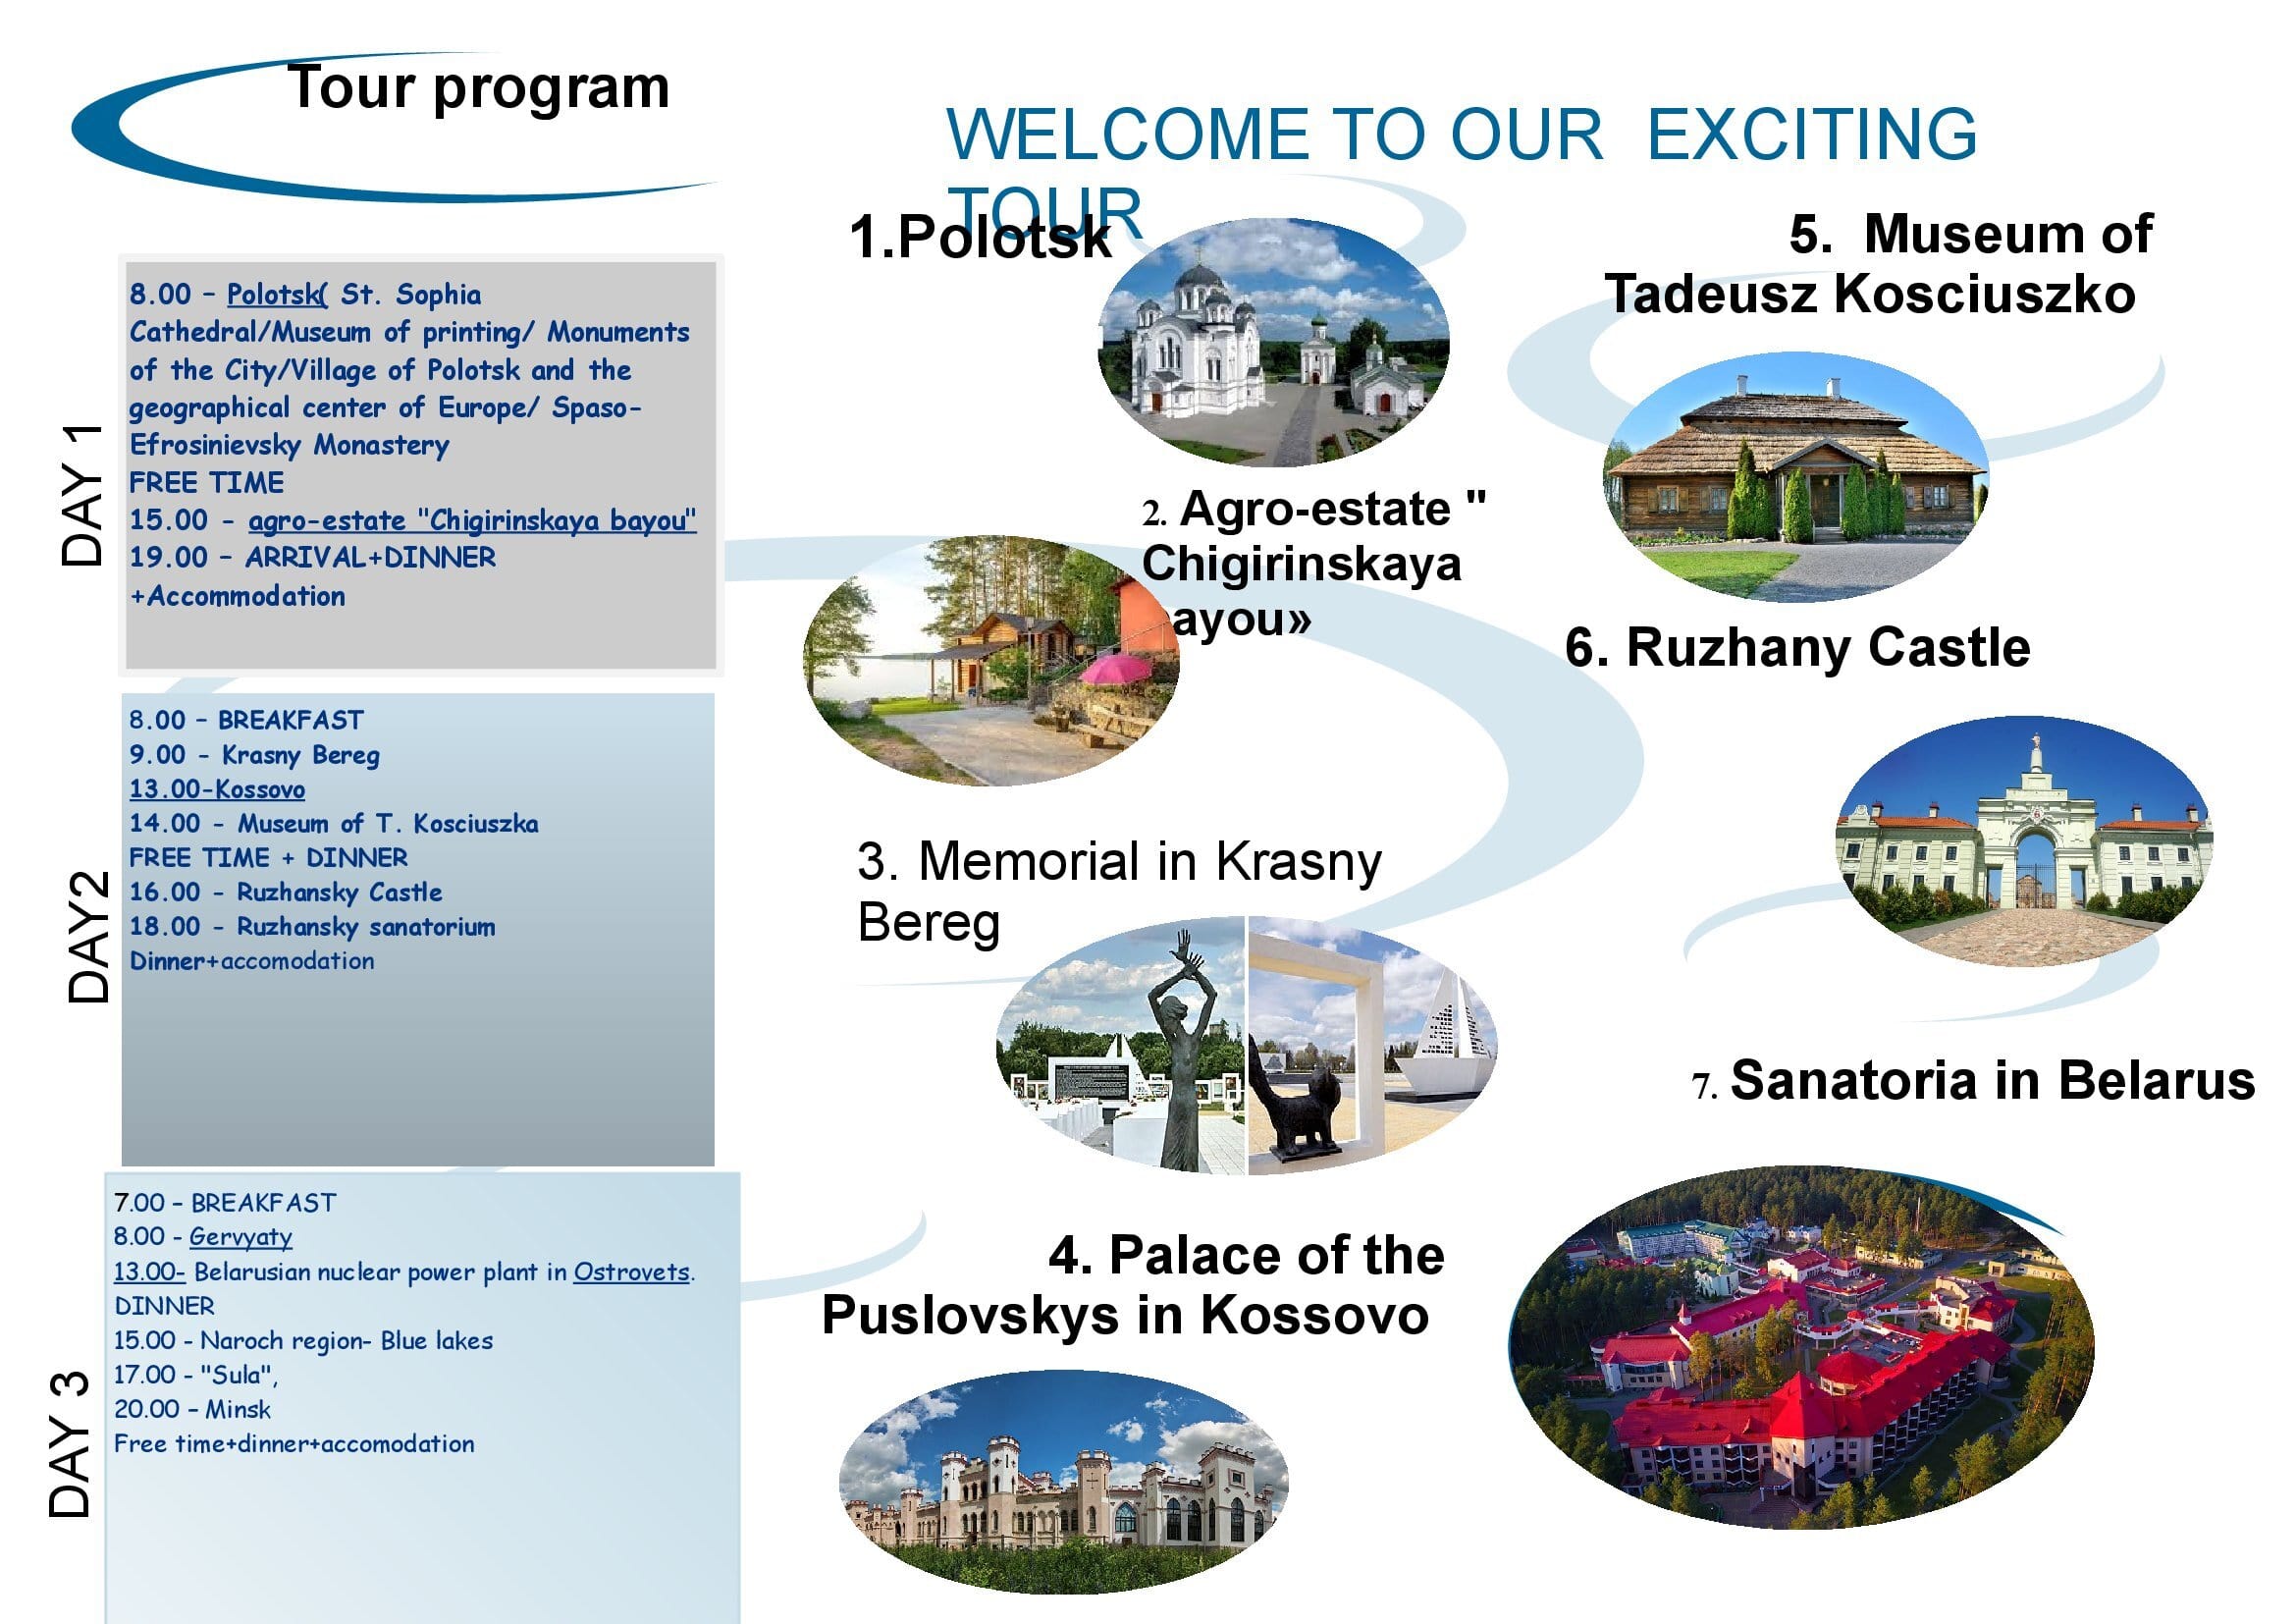 Tour program
DAY 1
8.00 – Polotsk( St. Sophia
Cathedral/Museum of printing/ Monuments
of the City/Village of Polotsk and the
geographical center of Europe/ Spaso-
Efrosinievsky Monastery
FREE TIME
15.00 - agro-estate "Chigirinskaya bayou"
19.00 – ARRIVAL+DINNER
+Accommodation
DAY2
8.00 – BREAKFAST
9.00 - Krasny Bereg
13.00-Kossovo
14.00 - Museum of T. Kosciuszka
FREE TIME + DINNER
16.00 - Ruzhansky Castle
18.00 - Ruzhansky sanatorium
Dinner+accomodation
DAY 3
7.00 – BREAKFAST
8.00 - Gervyaty
13.00- Belarusian nuclear power plant in Ostrovets.
DINNER
15.00 - Naroch region- Blue lakes
17.00 - "Sula",
20.00 – Minsk
Free time+dinner+accomodation
WELCOME TO OUR EXCITING
TOUR
1.Polotsk
2. Agro-estate "
Chigirinskaya
ayou»
3. Memorial in Krasny
Bereg
4. Palace of the
Puslovskys in Kossovo
5. Museum of
Tadeusz Kosciuszko
6. Ruzhany Castle
7. Sanatoria in Belarus